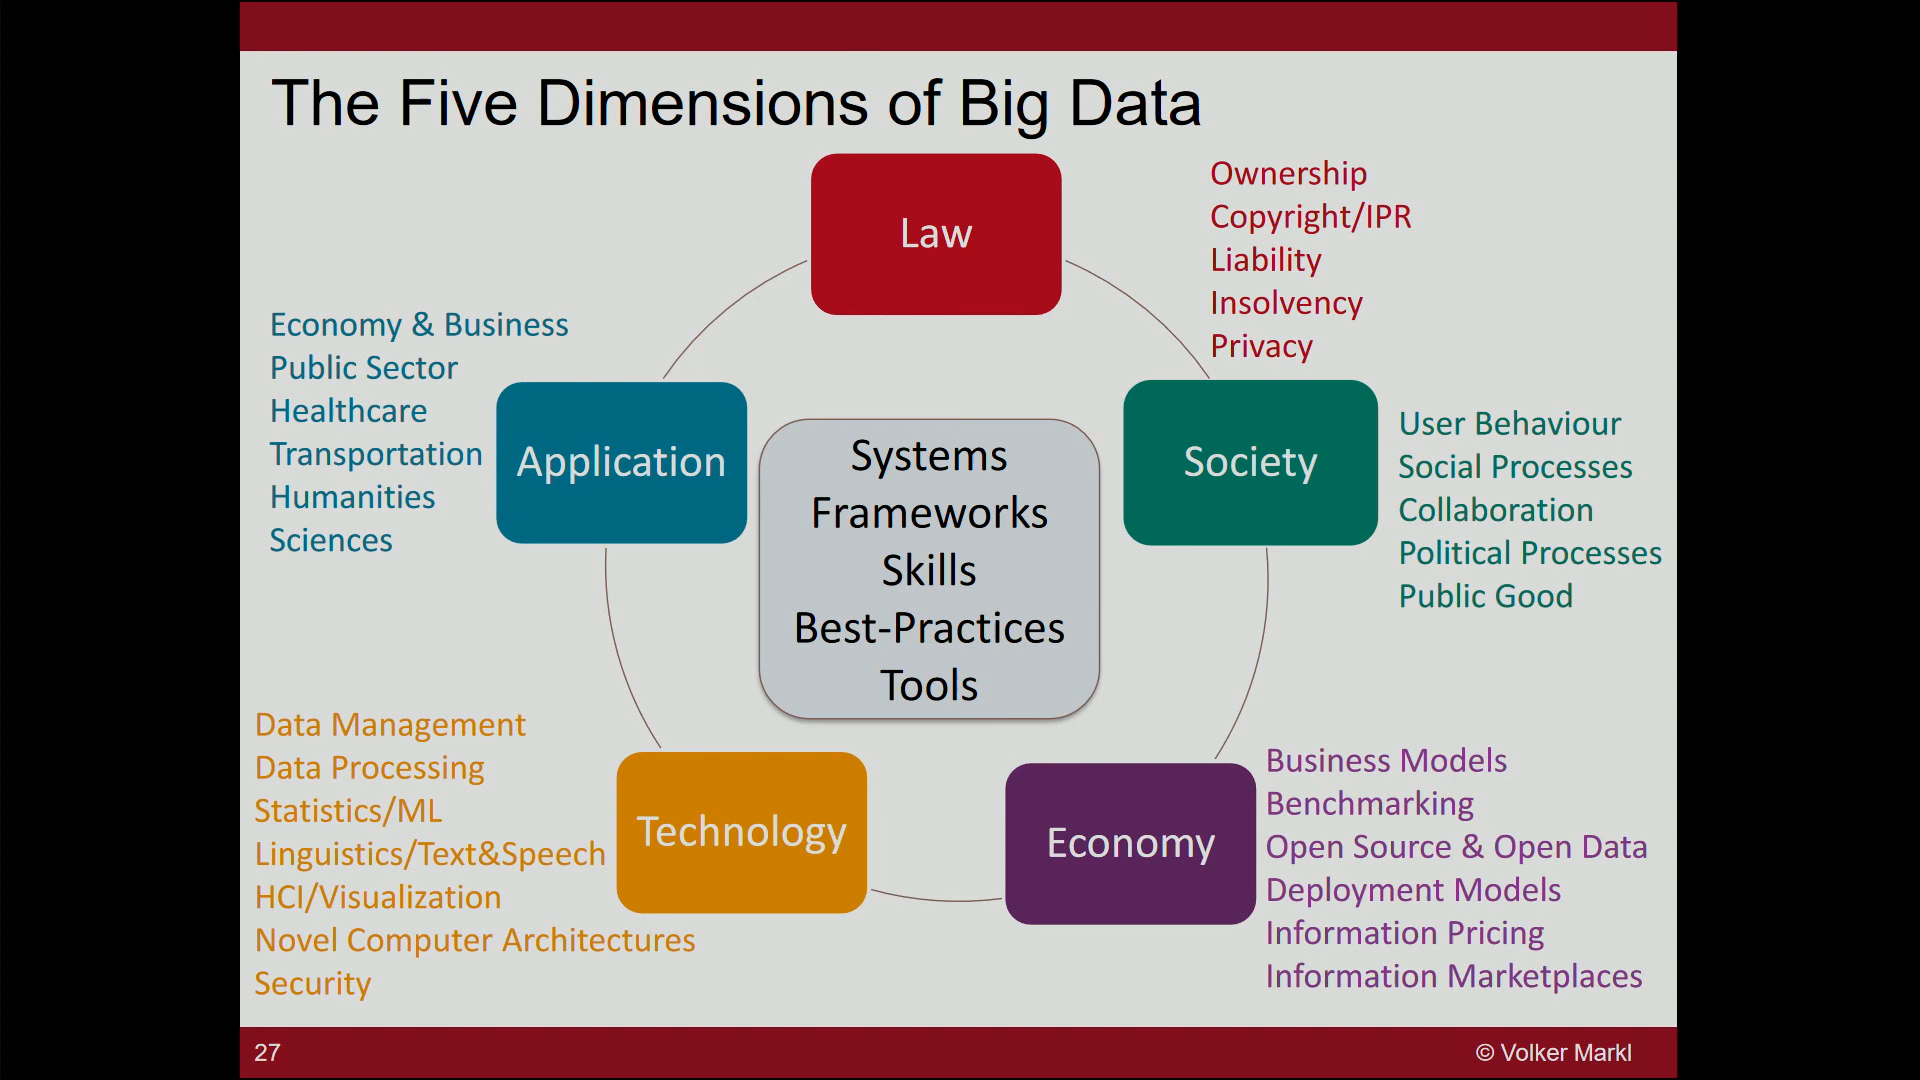 The Five Dimensions of Big Data
Law
Ownership
Copyright/IPR
Liability
Insolvency
Privacy
Economy & Business
Public Sector
Healthcare
Transportation
Humanities
Sciences
Application
Systems
Frameworks
Skills
Best-Practices
Tools
Society
User Behaviour
Social Processes
Collaboration
Political Processes
Public Good
Data Management
Data Processing
Statistics/ML
Linguistics/Text&Speech
HCI/Visualization
Novel Computer Architectures
Security
Technology
Economy
Business Models
Benchmarking
Open Source & Open Data
Deployment Models
Information Pricing
Information Marketplaces
27
© Volker Markl